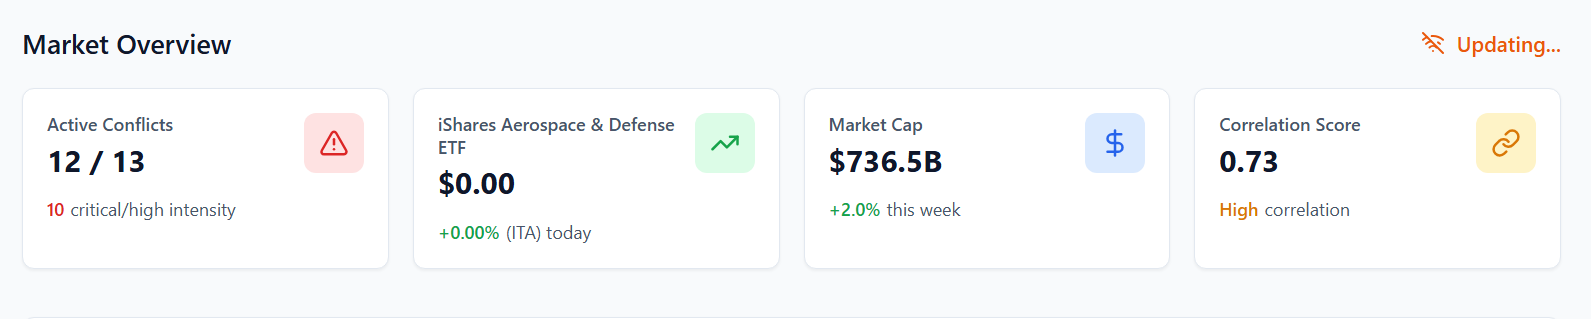 Market Overview
Updating...
Active Conflicts
12 / 13
10 critical/high intensity
iShares Aerospace & Defense
ETF
$0.00
+0.00% (ITA) today
Market Cap
$736.5B
+2.0% this week
Correlation Score
0.73
High correlation